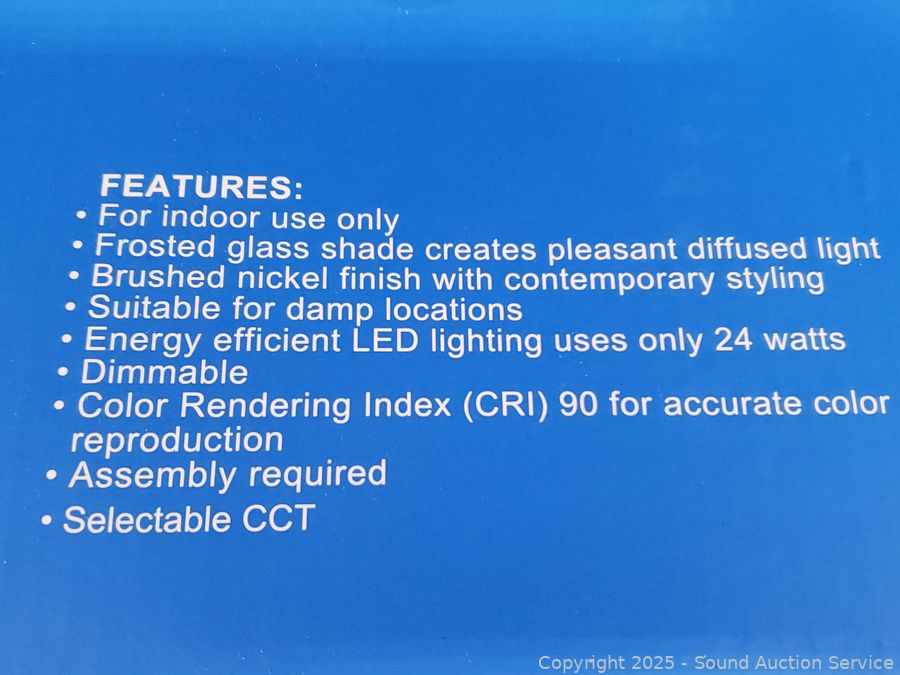 FEATURES:
• For indoor use only
• Frosted glass shade creates pleasant diffused light
• Brushed nickel finish with contemporary styling
• Suitable for damp locations
• Energy efficient LED lighting uses only 24 watts
• Dimmable
• Color Rendering Index (CRI) 90 for accurate color
reproduction
• Assembly required
• Selectable CCT
Copyright 2025 - Sound Auction Service